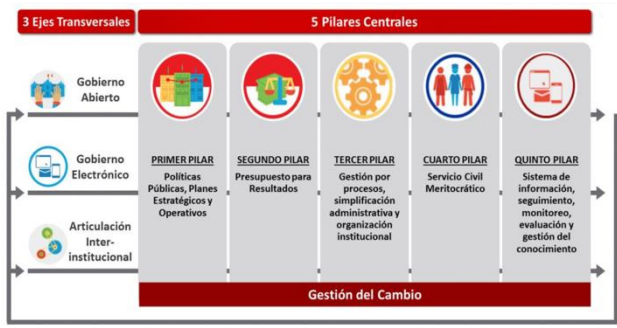 3 Ejes Transversales
5 Pilares Centrales
Gobierno
Abierto
Gobierno
Electrónico
Articulación
Inter-
institucional
PRIMER PILAR
Políticas
Públicas, Planes
Estratégicos y
Operativos
SEGUNDO PILAR
Presupuesto para
Resultados
TERCER PILAR
Gestión por
procesos,
simplificación
administrativa y
organización
institucional
CUARTO PILAR
Servicio Civil
Meritocrático
QUINTO PILAR
Sistema de
información,
seguimiento,
monitoreo,
evaluación y
gestión del
conocimiento
Gestión del Cambio